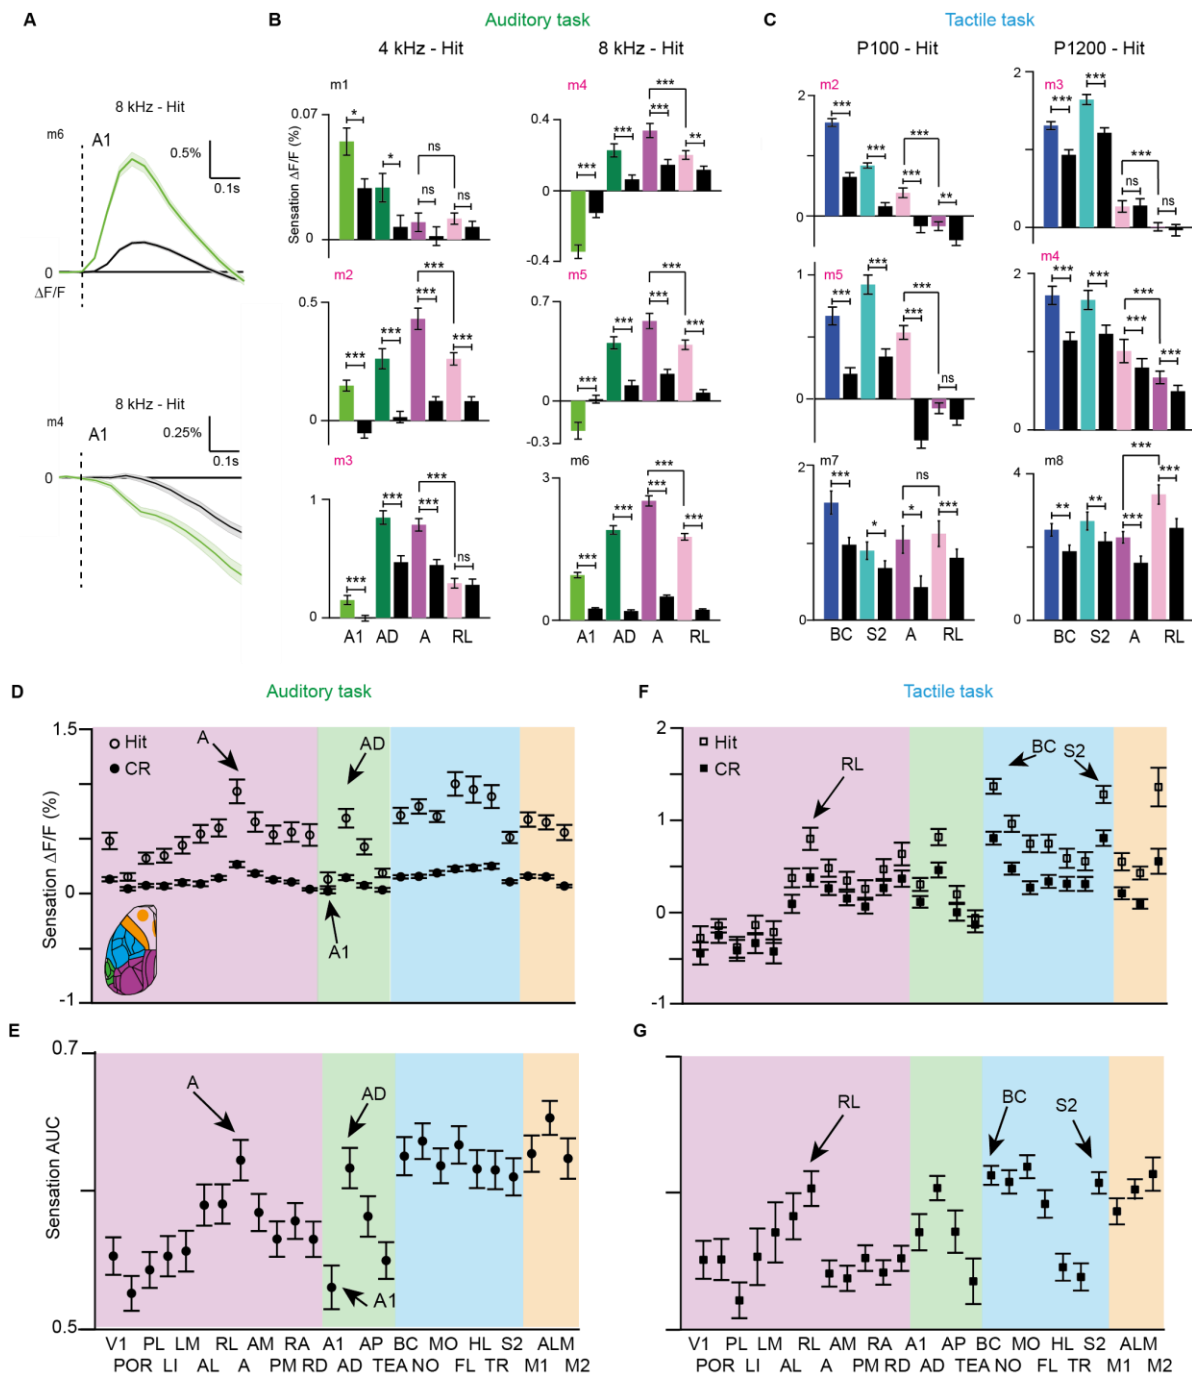 A
8 kHz - Hit
m6
A1
0.5%
0.1s
0
ΔF/F
8 kHz - Hit
m4
A1
0.25%
0.1s
0
B
Auditory task
4 kHz - Hit
8 kHz - Hit
Sensation ΔF/F (%)
m1
0.07
0
*
*
ns
ns
ns
m2
0.5
0
***
***
***
***
***
m3
1
0
***
***
***
***
ns
A1 AD A RL
m4
0.4
0
-0.4
***
***
***
***
**
m5
0.7
0
-0.3
***
***
***
***
***
m6
3
0
***
***
***
***
***
A1 AD A RL
C
Tactile task
P100 - Hit
P1200 - Hit
m2
2
0
***
***
***
***
**
m5
2
0
***
***
***
***
ns
m7
2
0
***
*
*
ns
***
BC S2 A RL
m3
2
0
***
***
***
ns
ns
m4
2
0
***
***
***
***
***
m8
4
2
0
**
**
***
***
***
BC S2 A RL
D
Auditory task
Sensation ΔF/F (%)
1.5
0
-1
Hit
CR
A
AD
A1
E
Sensation AUC
0.7
0.5
A
AD
A1
V1 PL LM RL AM RA A1 AP BC MO HL S2 ALM
POR LI AL A PM RD AD TEA NO FL TR M1 M2
F
Tactile task
2
1
0
-1
Hit
CR
RL
BC
S2
G
RL
BC
S2
V1 PL LM RL AM RA A1 AP BC MO HL S2 ALM
POR LI AL A PM RD AD TEA NO FL TR M1 M2